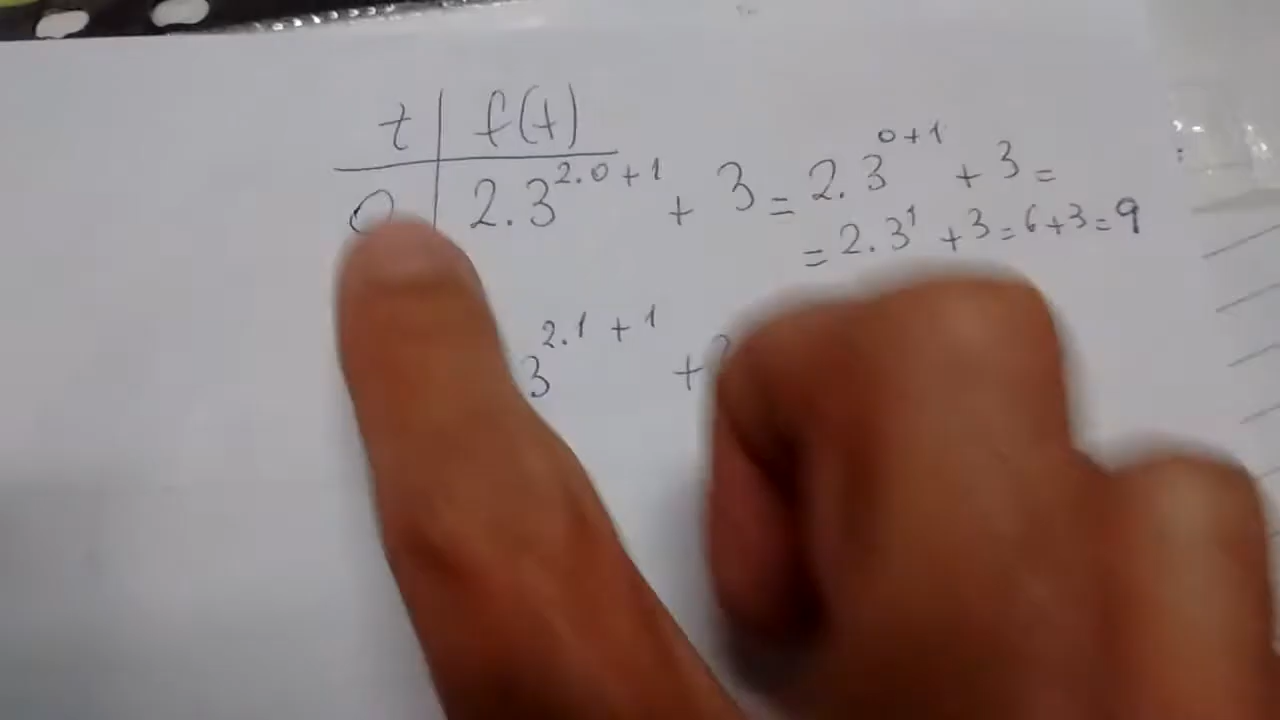 t | f(t)
0 | 2.3^{2.0+1} + 3 = 2.3^{0+1} + 3 =
= 2.3^1 + 3 = 6 + 3 = 9
3^{2.1+1} +